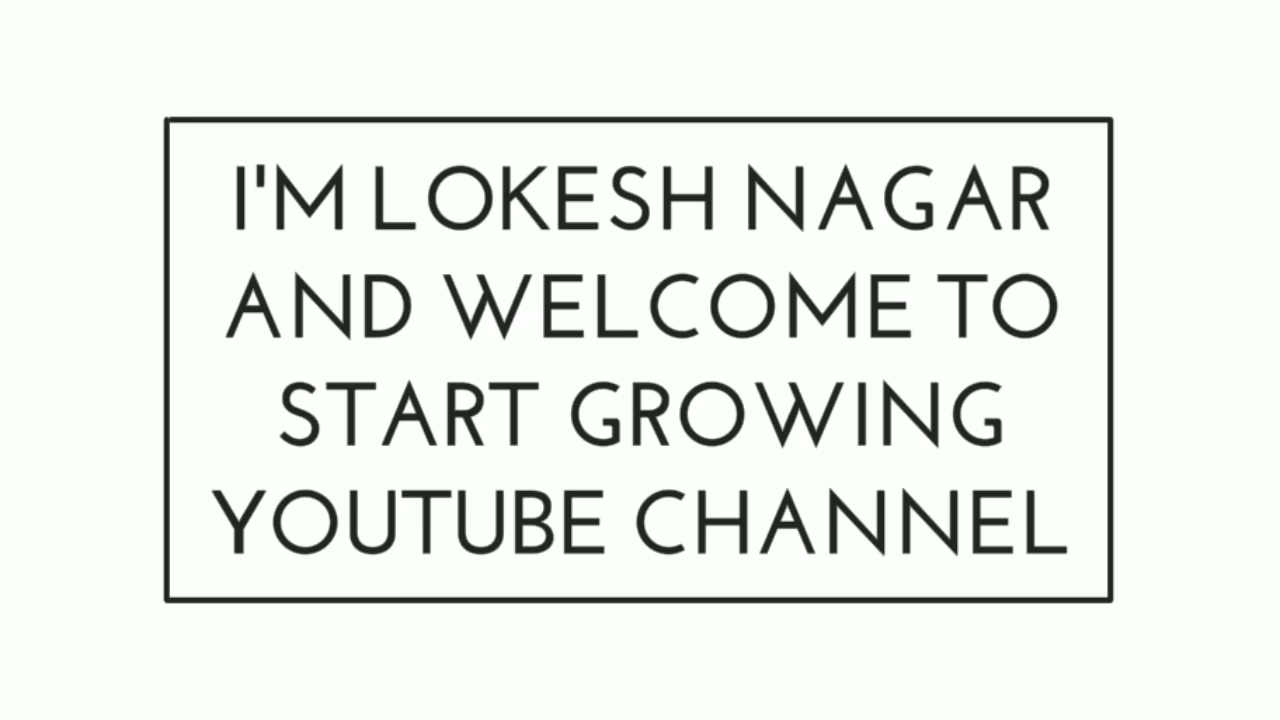 I'M LOKESH NAGAR
AND WELCOME TO
START GROWING
YOUTUBE CHANNEL